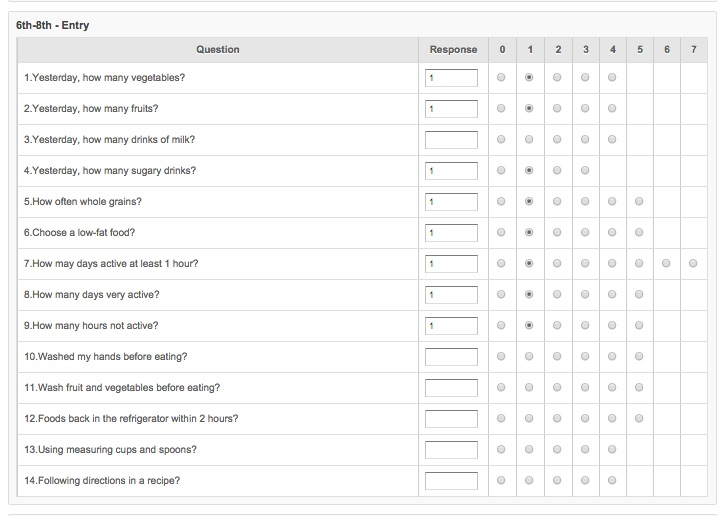 6th-8th - Entry
Question Response 0 1 2 3 4 5 6 7
1.Yesterday, how many vegetables? 1
2.Yesterday, how many fruits? 1
3.Yesterday, how many drinks of milk?
4.Yesterday, how many sugary drinks? 1
5.How often whole grains? 1
6.Choose a low-fat food? 1
7.How may days active at least 1 hour? 1
8.How many days very active? 1
9.How many hours not active? 1
10.Washed my hands before eating?
11.Wash fruit and vegetables before eating?
12.Foods back in the refrigerator within 2 hours?
13.Using measuring cups and spoons?
14.Following directions in a recipe?